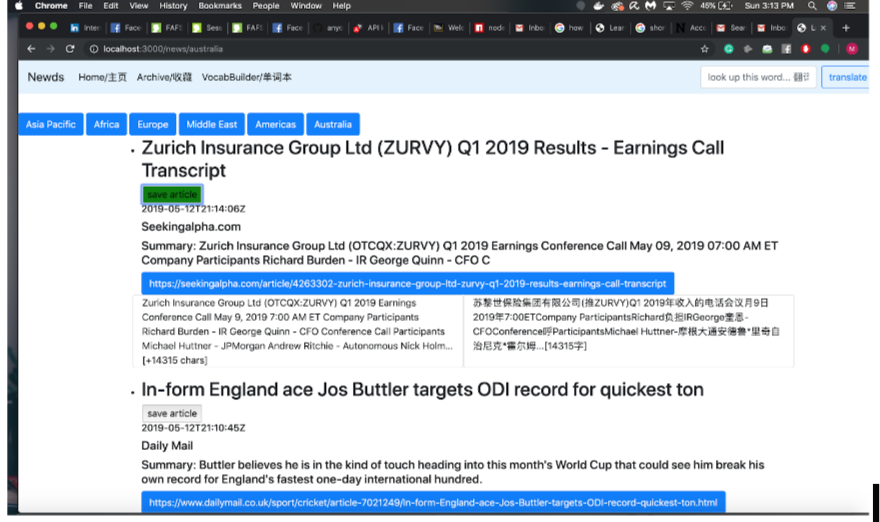 Chrome File Edit View History Bookmarks People Window Help 46% Sun 3:13 PM
Inter Face FAFS Sess FAFS Face anyc API Face Welc node Inbo how Lear shor Acco Sear Inbo L
localhost:3000/news/australia
Newds Home/主页 Archive/收藏 VocabBuilder/单词本 look up this word... translate
Asia Pacific Africa Europe Middle East Americas Australia
Zurich Insurance Group Ltd (ZURVY) Q1 2019 Results - Earnings Call
Transcript
save article
2019-05-12T21:14:06Z
Seekingalpha.com
Summary: Zurich Insurance Group Ltd (OTCQX:ZURVY) Q1 2019 Earnings Conference Call May 09, 2019 07:00 AM ET
Company Participants Richard Burden - IR George Quinn - CFO C
https://seekingalpha.com/article/4263302-zurich-insurance-group-ltd-zurvy-q1-2019-results-earnings-call-transcript
Zurich Insurance Group Ltd (OTCQX:ZURVY) Q1 2019 Earnings
Conference Call May 9, 2019 7:00 AM ET Company Participants
Richard Burden - IR George Quinn - CFO Conference Call Participants
Michael Huttner - JPMorgan Andrew Ritchie - Autonomous Nick Holm...
[+14315 chars]
苏黎世保险集团有限公司(推ZURVY)Q1 2019年收入的电话会议月9日
2019年7:00ETCompany ParticipantsRichard负担IRGeorge奎恩-
CFOConference呼ParticipantsMichael Huttner-摩根大通安德鲁*里奇自
治尼克*霍尔姆...[14315字]
In-form England ace Jos Buttler targets ODI record for quickest ton
save article
2019-05-12T21:10:45Z
Daily Mail
Summary: Buttler believes he is in the kind of touch heading into this month's World Cup that could see him break his
own record for England's fastest one-day international hundred.
https://www.dailymail.co.uk/sport/cricket/article-7021249/In-form-England-ace-Jos-Buttler-targets-ODI-record-quickest-ton.html